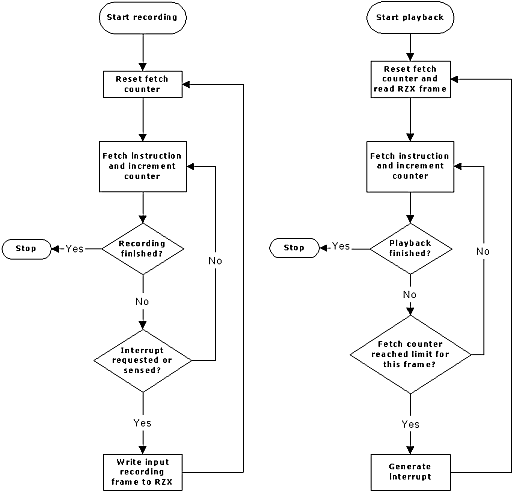 Start recording
Reset fetch
counter
Fetch instruction
and increment
counter
Recording
finished?
Yes
Stop
No
No
Interrupt
requested or
sensed?
Yes
Write input
recording
frame to RZX
Start playback
Reset fetch
counter and
read RZX frame
Fetch instruction
and increment
counter
Playback
finished?
Yes
Stop
No
No
Fetch counter
reached limit for
this frame?
Yes
Generate
interrupt